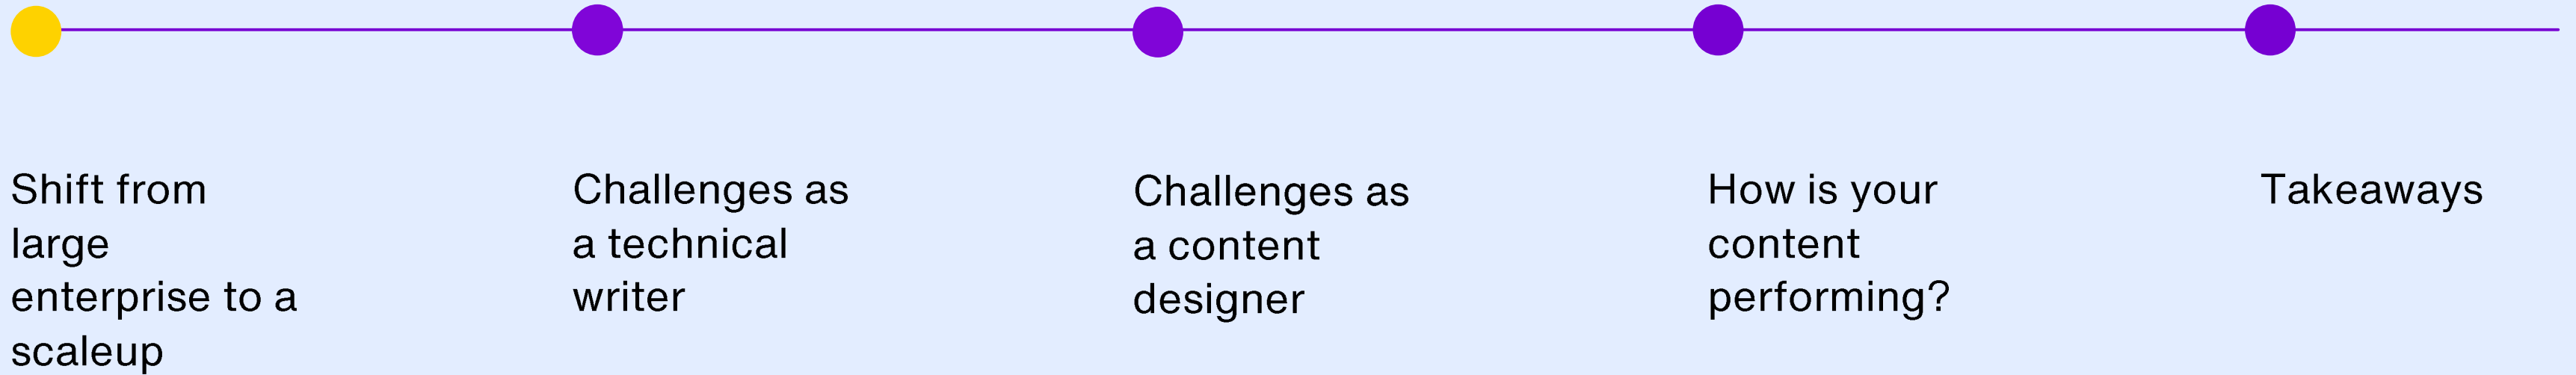 Shift from
large
enterprise to a
scaleup
Challenges as
a technical
writer
Challenges as
a content
designer
How is your
content
performing?
Takeaways